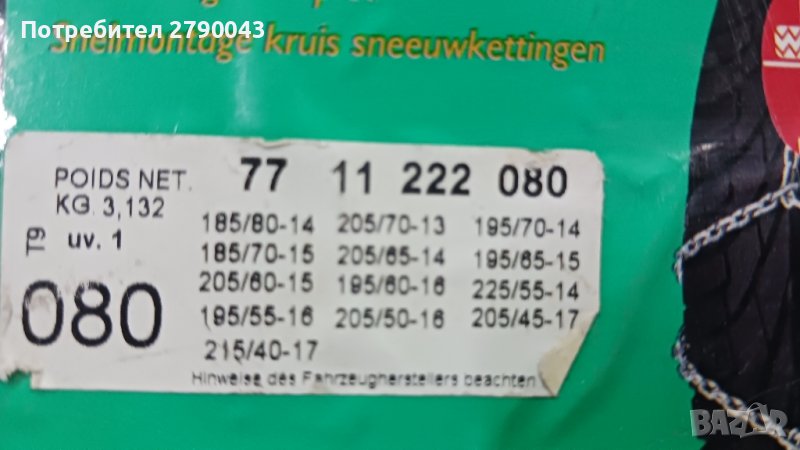 Потребител 2790043
Snelmontage kruis sneeuwkettingen
POIDS NET. 77 11 222 080
KG 3,132
T9 uv. 1
080
185/80-14 205/70-13 195/70-14
185/70-15 205/65-14 195/65-15
205/60-15 195/60-16 225/55-14
195/55-16 205/50-16 205/45-17
215/40-17
Hinweise des Fahrzeugherstellers beachten
BAZAR